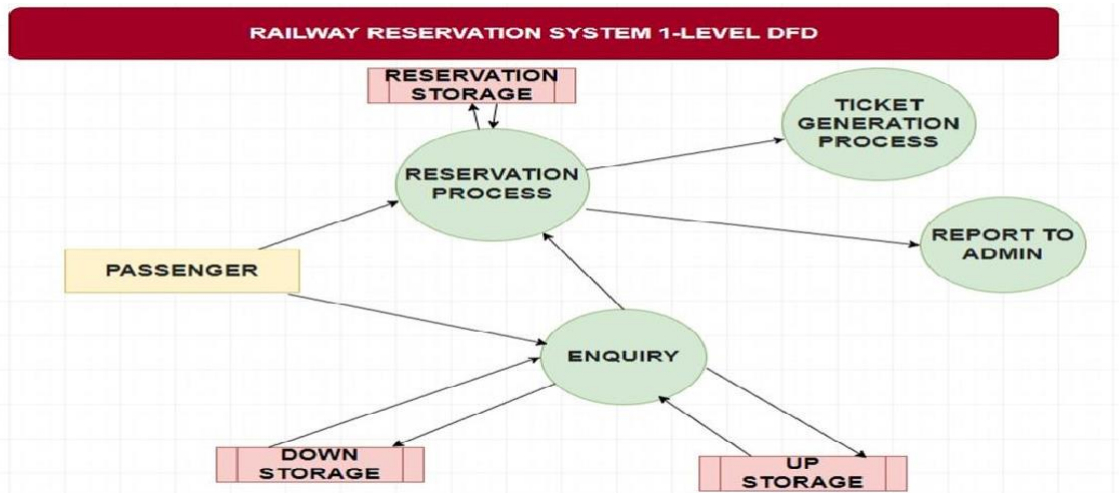 RAILWAY RESERVATION SYSTEM 1-LEVEL DFD
RESERVATION
STORAGE
TICKET
GENERATION
PROCESS
RESERVATION
PROCESS
REPORT TO
ADMIN
PASSENGER
ENQUIRY
DOWN
STORAGE
UP
STORAGE